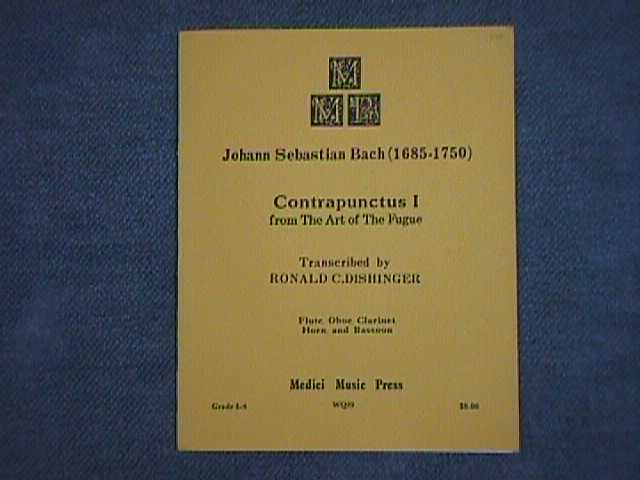 M
M P
Johann Sebastian Bach (1685-1750)
Contrapunctus I
from The Art of The Fugue
Transcribed by
RONALD C. DISHINGER
Flute, Oboe, Clarinet,
Horn, and Bassoon
Medici Music Press
Grade